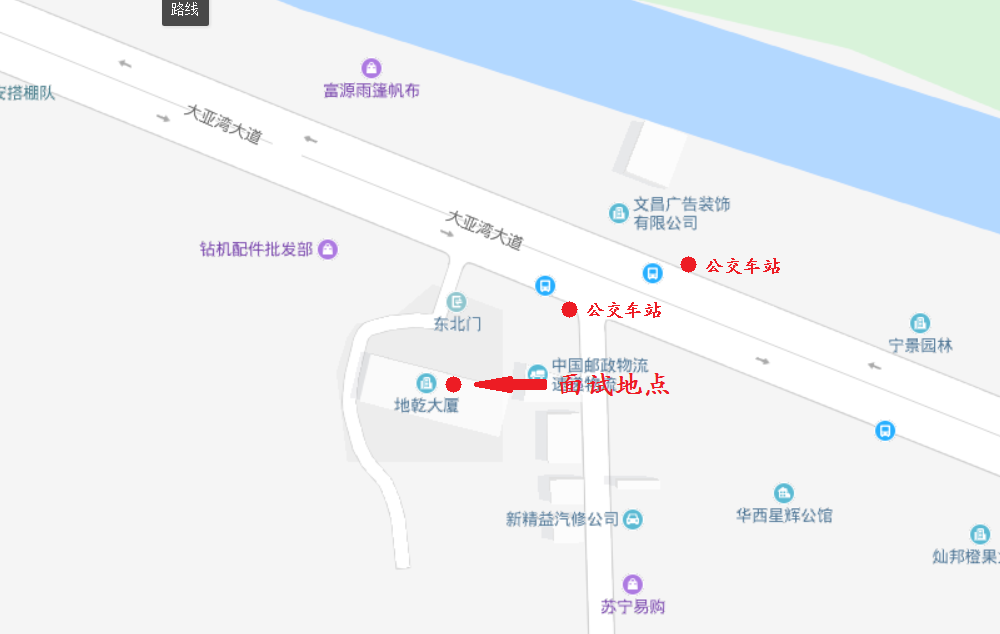 路线
富源雨篷帆布
安搭棚队
大亚湾大道
文昌广告装饰
有限公司
大亚湾大道
钻机配件批发部
公交车站
公交车站
东北门
宁景园林
中国邮政物流
面试地点
地乾大厦
华西星辉公馆
新精益汽修公司
灿邦橙果
苏宁易购